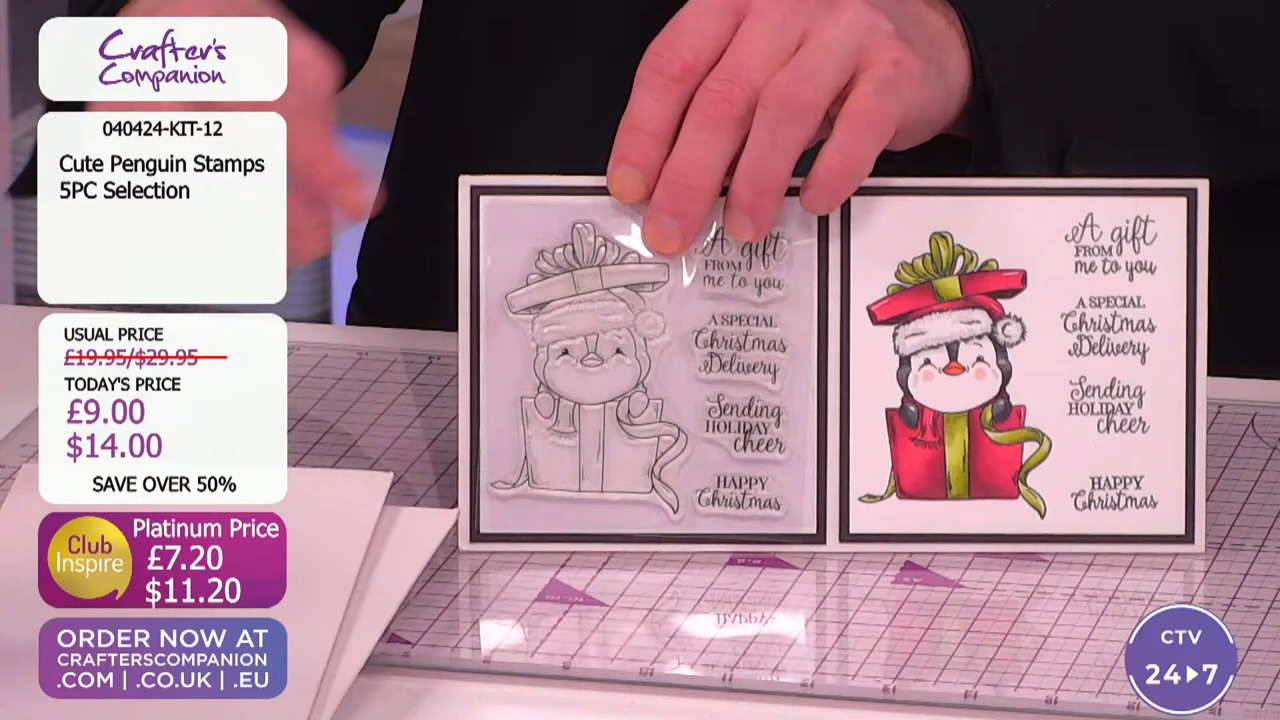 Crafter's
Companion
040424-KIT-12
Cute Penguin Stamps
5PC Selection
USUAL PRICE
£19.95/$29.95
TODAY'S PRICE
£9.00
$14.00
SAVE OVER 50%
Club
Inspire
Platinum Price
£7.20
$11.20
ORDER NOW AT
CRAFTERSCOMPANION
.COM | .CO.UK | .EU
A gift
FROM
me to you
A SPECIAL
Christmas
Delivery
Sending
HOLIDAY
cheer
HAPPY
Christmas
A gift
FROM
me to you
A SPECIAL
Christmas
Delivery
Sending
HOLIDAY
cheer
HAPPY
Christmas
CTV
24▶7